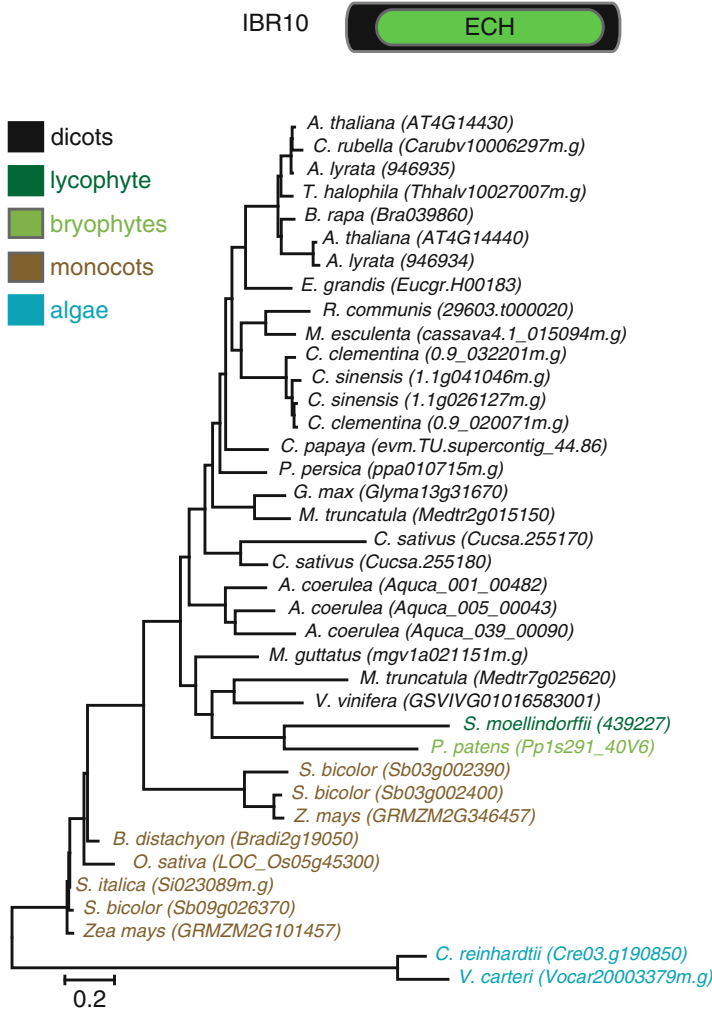 IBR10
ECH
dicots
lycophyte
bryophytes
monocots
algae
A. thaliana (AT4G14430)
C. rubella (Carubv10006297m.g)
A. lyrata (946935)
T. halophila (Thhalv10027007m.g)
B. rapa (Bra039860)
A. thaliana (AT4G14440)
A. lyrata (946934)
E. grandis (Eucgr.H00183)
R. communis (29603.t000020)
M. esculenta (cassava4.1_015094m.g)
C. clementina (0.9_032201m.g)
C. sinensis (1.1g041046m.g)
C. sinensis (1.1g026127m.g)
C. clementina (0.9_020071m.g)
C. papaya (evm.TU.supercontig_44.86)
P. persica (ppa010715m.g)
G. max (Glyma13g31670)
M. truncatula (Medtr2g015150)
C. sativus (Cucsa.255170)
C. sativus (Cucsa.255180)
A. coerulea (Aquca_001_00482)
A. coerulea (Aquca_005_00043)
A. coerulea (Aquca_039_00090)
M. guttatus (mgv1a021151m.g)
M. truncatula (Medtr7g025620)
V. vinifera (GSVIVG01016583001)
S. moellindorffii (439227)
P. patens (Pp1s291_40V6)
S. bicolor (Sb03g002390)
S. bicolor (Sb03g002400)
Z. mays (GRMZM2G346457)
B. distachyon (Bradi2g19050)
O. sativa (LOC_Os05g45300)
S. italica (Si023089m.g)
S. bicolor (Sb09g026370)
Zea mays (GRMZM2G101457)
C. reinhardtii (Cre03.g190850)
V. carteri (Vocar20003379m.g)
0.2